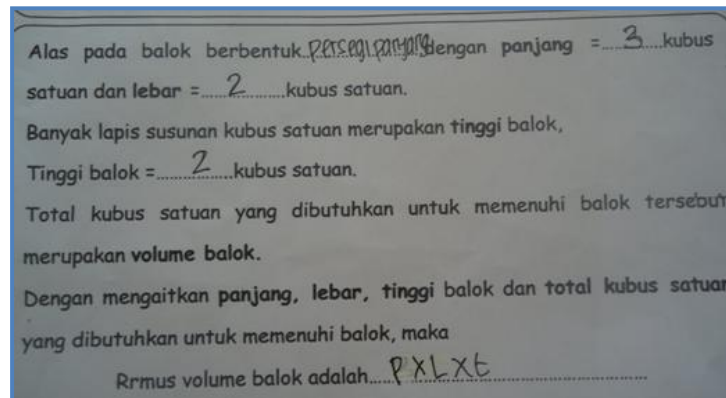 Alas pada balok berbentuk..persegi panjang dengan panjang =....3....kubus
satuan dan lebar =.....2..........kubus satuan.
Banyak lapis susunan kubus satuan merupakan tinggi balok,
Tinggi balok =........2.....kubus satuan.
Total kubus satuan yang dibutuhkan untuk memenuhi balok tersebut
merupakan volume balok.
Dengan mengaitkan panjang, lebar, tinggi balok dan total kubus satuan
yang dibutuhkan untuk memenuhi balok, maka
Rrmus volume balok adalah.....P X L X t..............................